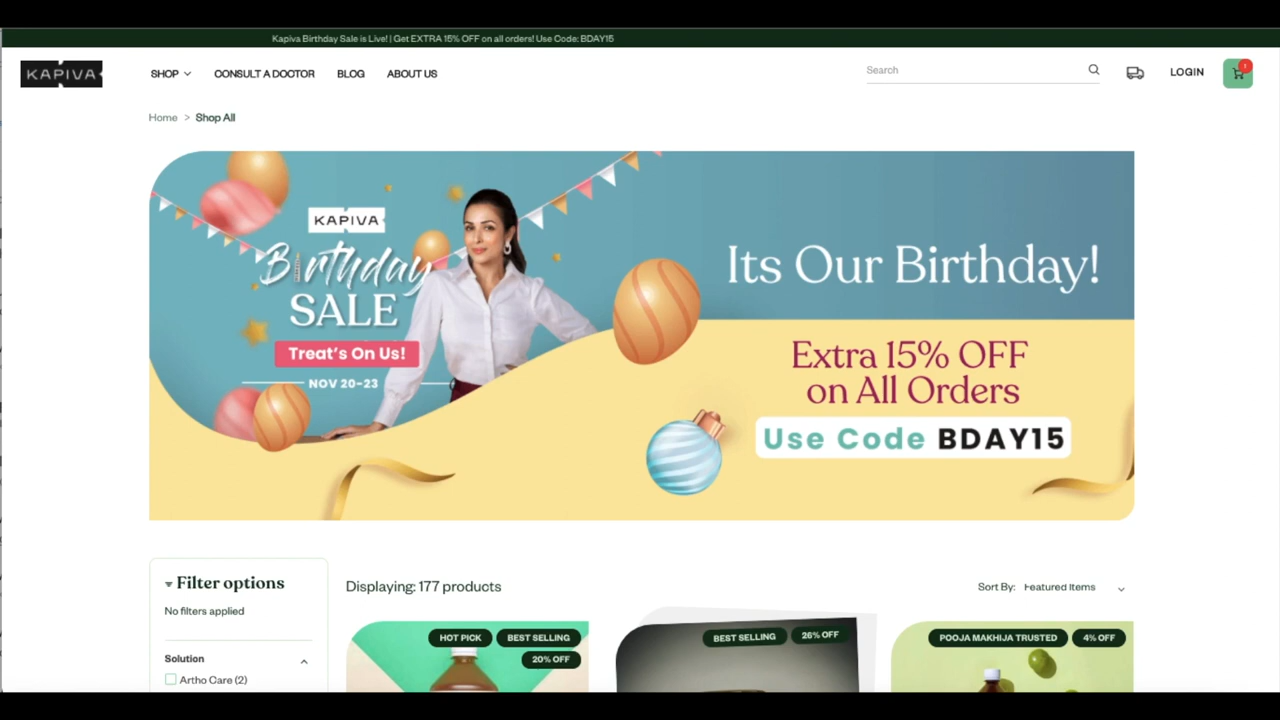 Kapiva Birthday Sale is Live! | Get EXTRA 15% OFF on all orders! Use Code: BDAY15
KAPIVA
SHOP
CONSULT A DOCTOR
BLOG
ABOUT US
Search
LOGIN
1
Home > Shop All
KAPIVA
Birthday
SALE
Treat's On Us!
NOV 20-23
Its Our Birthday!
Extra 15% OFF
on All Orders
Use Code BDAY15
Filter options
No filters applied
Solution
Artho Care (2)
Displaying: 177 products
Sort By: Featured Items
HOT PICK
BEST SELLING
20% OFF
BEST SELLING
26% OFF
POOJA MAKHIJA TRUSTED
4% OFF